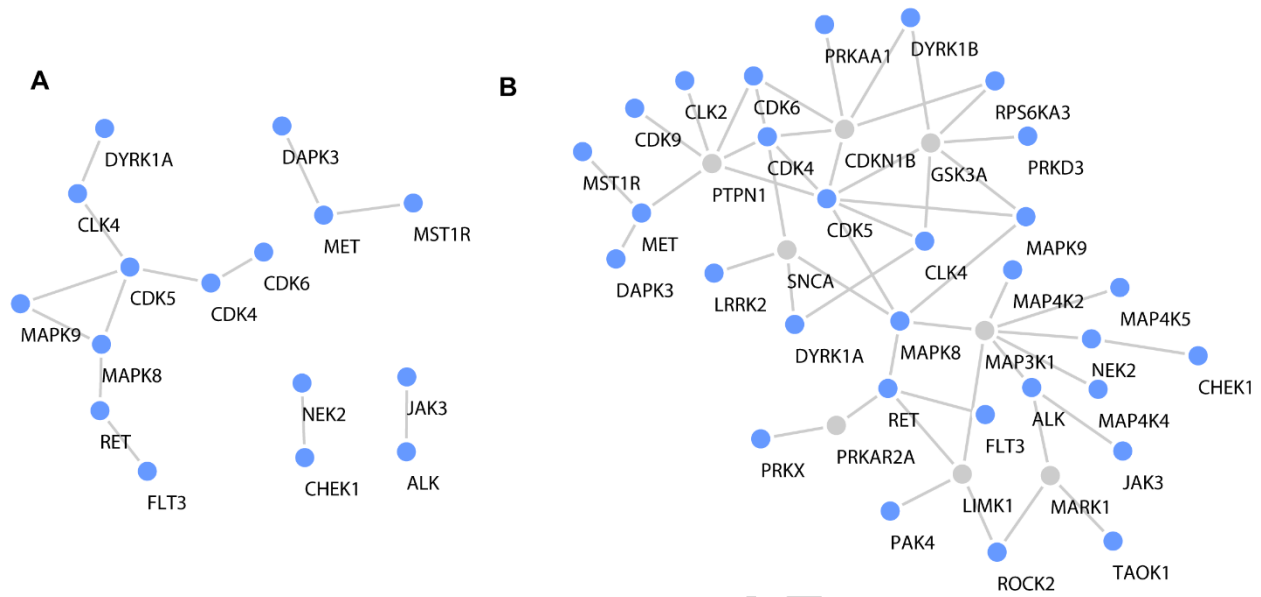 A
DYRK1A
DAPK3
CLK4
MET
MST1R
CDK5
CDK6
CDK4
MAPK9
MAPK8
RET
FLT3
NEK2
JAK3
CHEK1
ALK
B
PRKAA1
DYRK1B
CLK2
CDK6
RPS6KA3
CDK9
CDK4
CDKN1B
GSK3A
PRKD3
MST1R
PTPN1
CDK5
MET
MAPK9
DAPK3
LRRK2
SNCA
CLK4
MAP4K2
MAP4K5
DYRK1A
MAPK8
MAP3K1
NEK2
CHEK1
RET
FLT3
ALK
MAP4K4
PRKX
PRKAR2A
JAK3
LIMK1
MARK1
PAK4
ROCK2
TAOK1